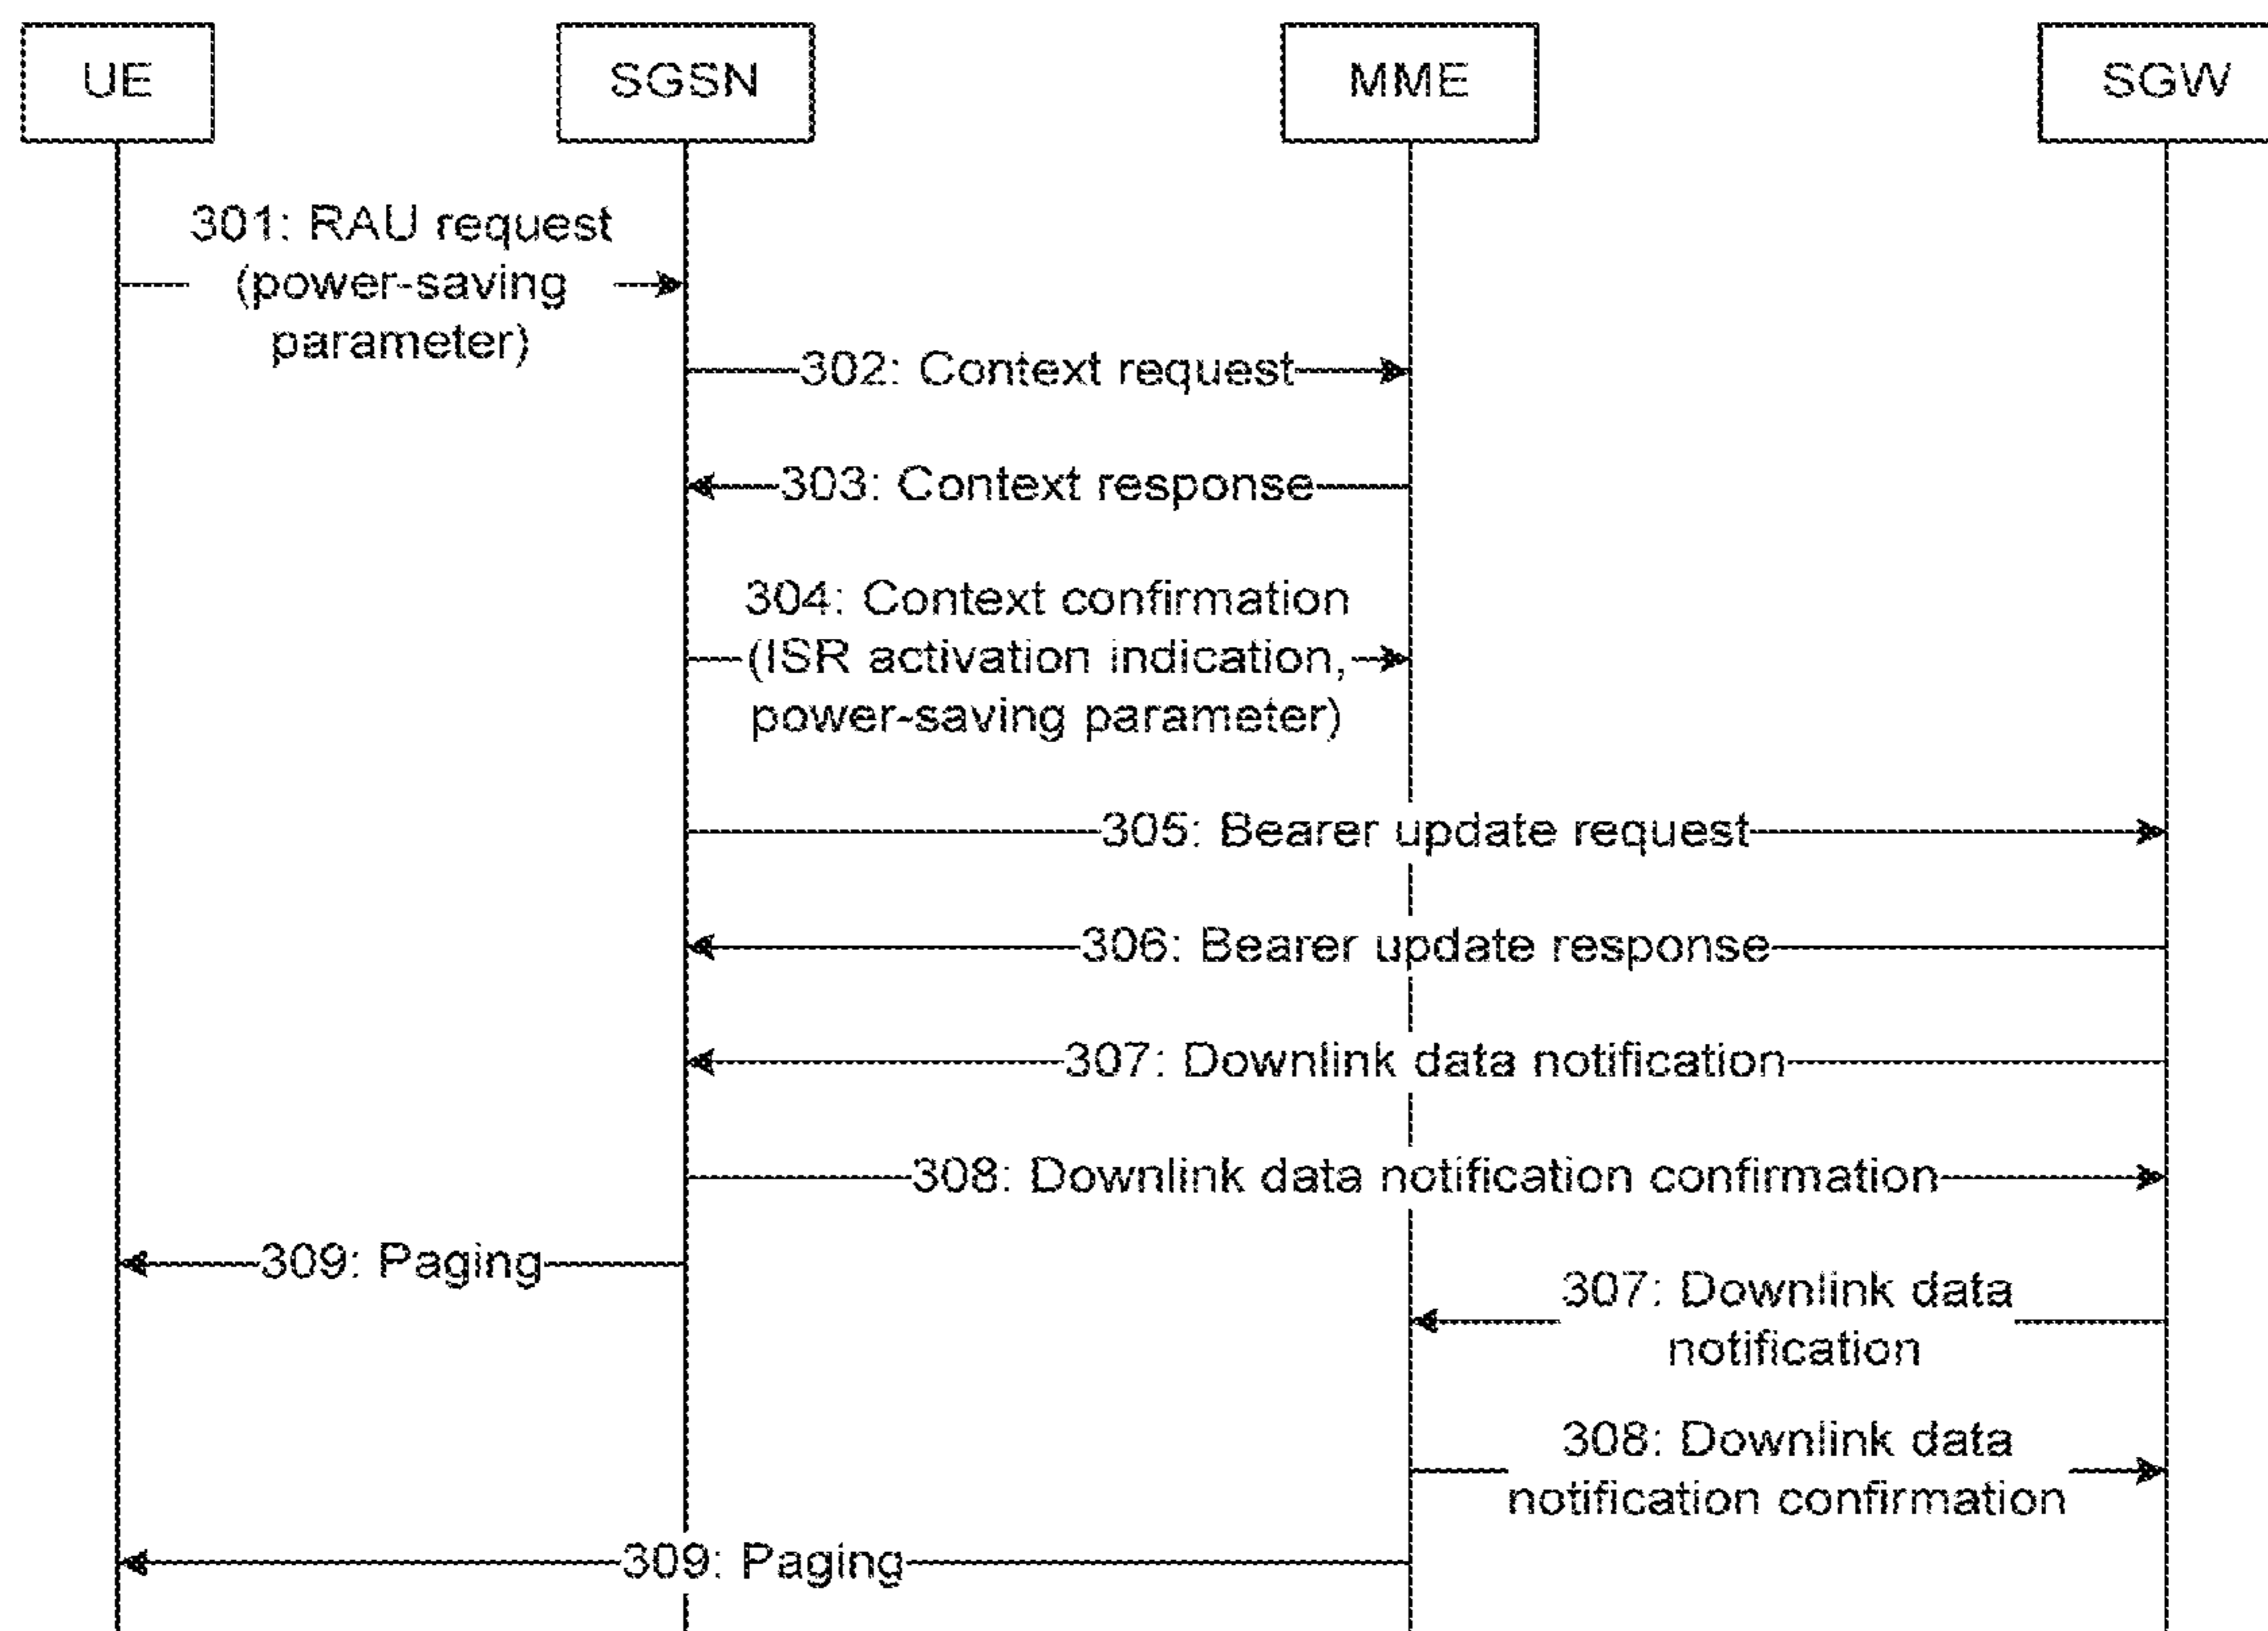 UE
SGSN
MME
SGW
301: RAU request
(power-saving
parameter)
302: Context request
303: Context response
304: Context confirmation
(ISR activation indication,
power-saving parameter)
305: Bearer update request
306: Bearer update response
307: Downlink data notification
308: Downlink data notification confirmation
309: Paging
307: Downlink data
notification
308: Downlink data
notification confirmation
309: Paging